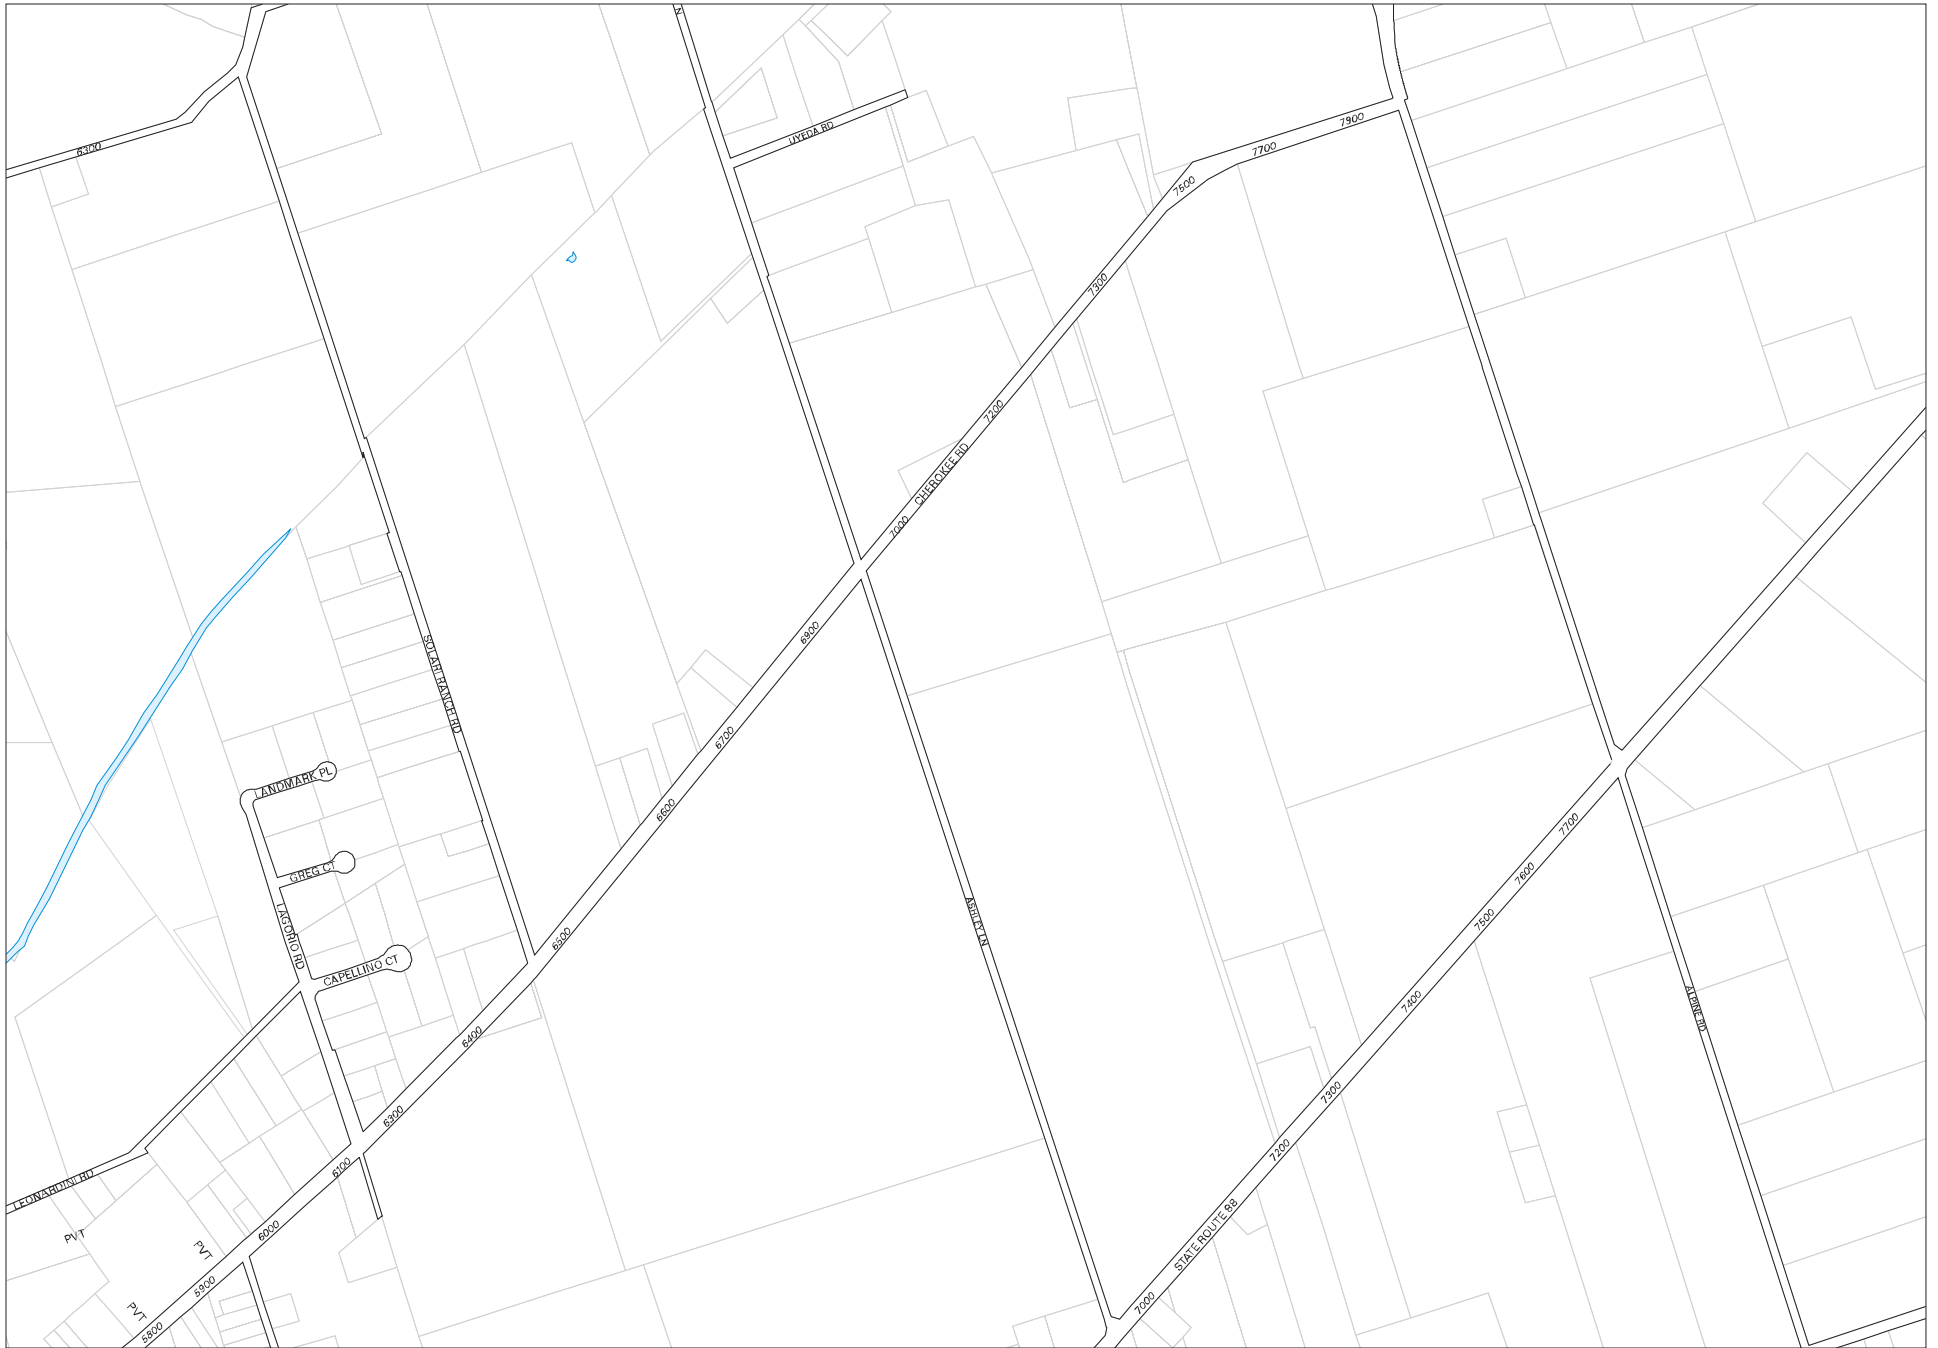 N
6300
UYEDA RD
7900
7700
7500
7300
7200
CHEROKEE RD
7000
6900
SOLARI RANCH RD
6700
6600
LANDMARK PL
GREG CT
LAGORIO RD
CAPELLINO CT
6500
6400
6300
6100
6000
5900
5800
LEONARDINI RD
PVT
PVT
PVT
ASHLEY LN
ALPINE RD
7700
7600
7500
7400
7300
7200
STATE ROUTE 88
7000